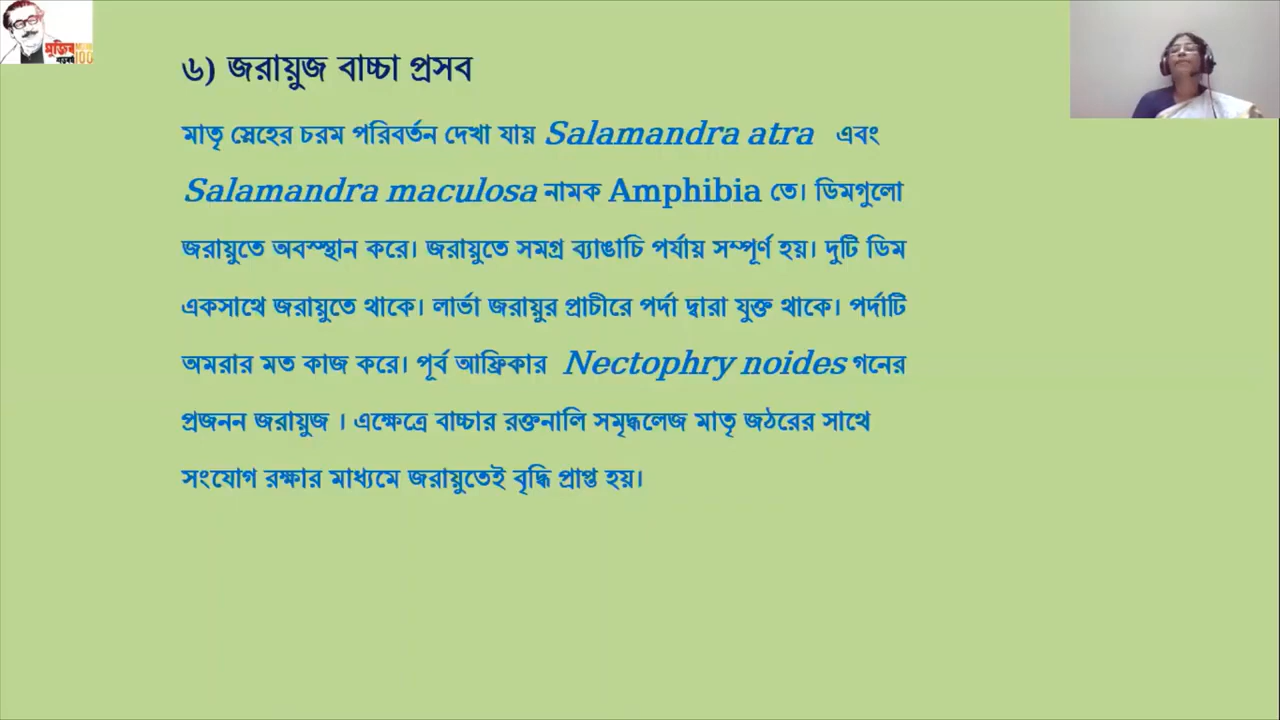 মুজিব
শতবর্ষ 100
৬) জরায়ুজ বাচ্চা প্রসব
মাতৃ স্নেহের চরম পরিবর্তন দেখা যায় Salamandra atra এবং
Salamandra maculosa নামক Amphibia তে। ডিমগুলো
জরায়ুতে অবস্স্থান করে। জরায়ুতে সমগ্র ব্যাঙাচি পর্যায় সম্পূর্ণ হয়। দুটি ডিম
একসাথে জরায়ুতে থাকে। লার্ভা জরায়ুর প্রাচীরে পর্দা দ্বারা যুক্ত থাকে। পর্দাটি
অমরার মত কাজ করে। পূর্ব আফ্রিকার Nectophry noides গনের
প্রজনন জরায়ুজ । এক্ষেত্রে বাচ্চার রক্তনালি সমৃদ্ধলেজ মাতৃ জঠরের সাথে
সংযোগ রক্ষার মাধ্যমে জরায়ুতেই বৃদ্ধি প্রাপ্ত হয়।